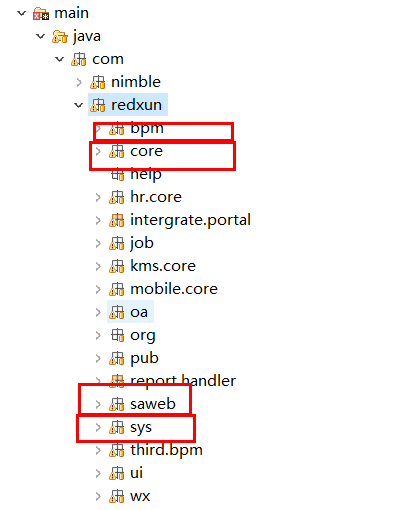 main
java
com
nimble
redxun
bpm
core
help
hr.core
intergrate.portal
job
kms.core
mobile.core
oa
org
pub
report.handler
saweb
sys
third.bpm
ui
wx